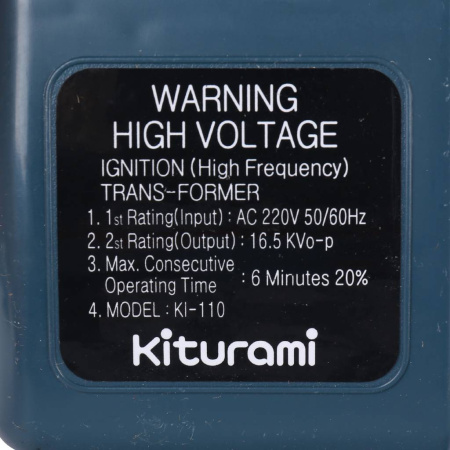 WARNING
HIGH VOLTAGE
IGNITION (High Frequency)
TRANS-FORMER
1. 1st Rating(Input) : AC 220V 50/60Hz
2. 2st Rating(Output) : 16.5 KVo-p
3. Max. Consecutive
Operating Time : 6 Minutes 20%
4. MODEL : KI-110
Kiturami